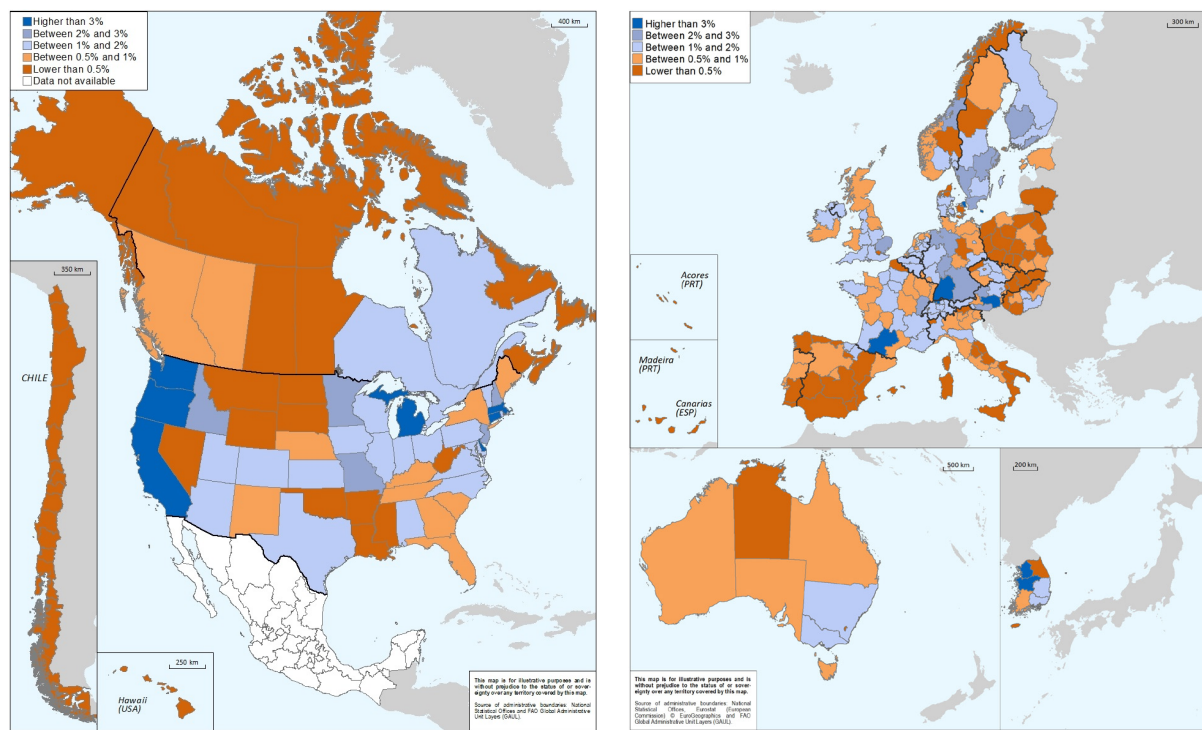 Higher than 3%
Between 2% and 3%
Between 1% and 2%
Between 0.5% and 1%
Lower than 0.5%
Data not available
400 km
350 km
CHILE
250 km
Hawaii
(USA)
This map is for illustrative purposes and is
without prejudice to the status of or sover-
eignty over any territory covered by this map.
Source of administrative boundaries: National
Statistical Offices and FAO Global Administrative
Unit Layers (GAUL).
Higher than 3%
Between 2% and 3%
Between 1% and 2%
Between 0.5% and 1%
Lower than 0.5%
300 km
Acores
(PRT)
Madeira
(PRT)
Canarias
(ESP)
500 km
200 km
This map is for illustrative purposes and is
without prejudice to the status of or sover-
eignty over any territory covered by this map.
Source of administrative boundaries: National
Statistical Offices, Eurostat (European
Commission) © EuroGeographics and FAO
Global Administrative Unit Layers (GAUL).